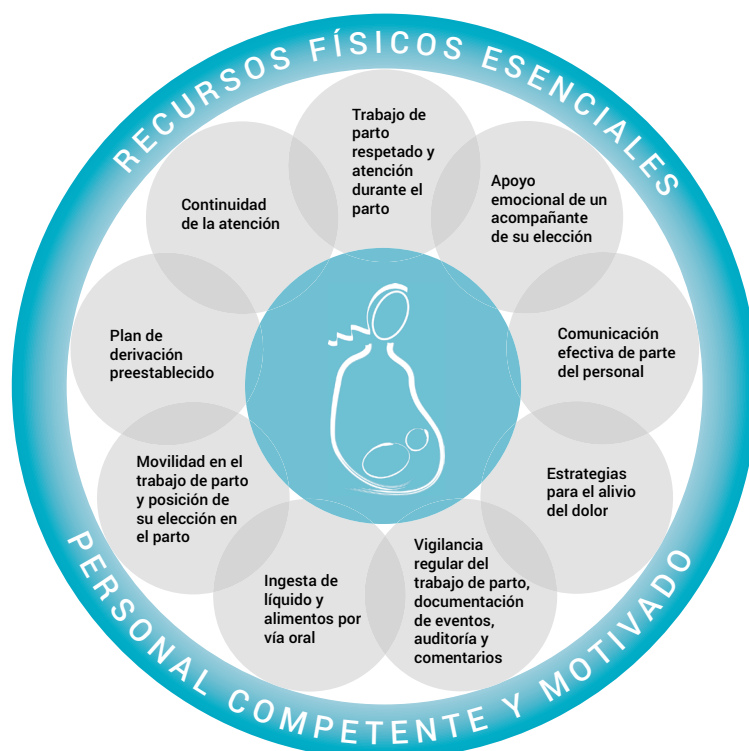 RECURSOS FÍSICOS ESENCIALES
Trabajo de
parto
respetado y
atención
durante el
parto
Apoyo
emocional de un
acompañante
de su elección
Comunicación
efectiva de parte
del personal
Estrategias
para el alivio
del dolor
Vigilancia
regular del
trabajo de parto,
documentación
de eventos,
auditoría y
comentarios
Ingesta de
líquido y
alimentos por
vía oral
Movilidad en el
trabajo de parto
y posición de
su elección en
el parto
Plan de
derivación
preestablecido
Continuidad
de la atención
PERSONAL COMPETENTE Y MOTIVADO